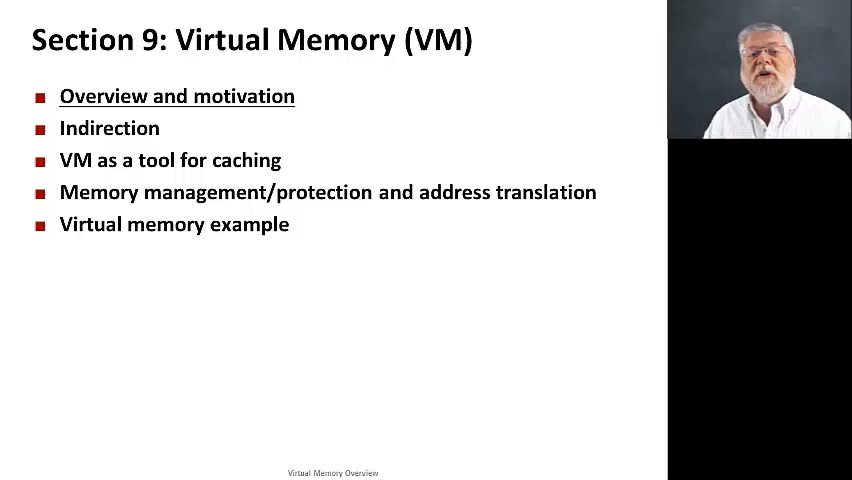 Section 9: Virtual Memory (VM)
Overview and motivation
Indirection
VM as a tool for caching
Memory management/protection and address translation
Virtual memory example
Virtual Memory Overview